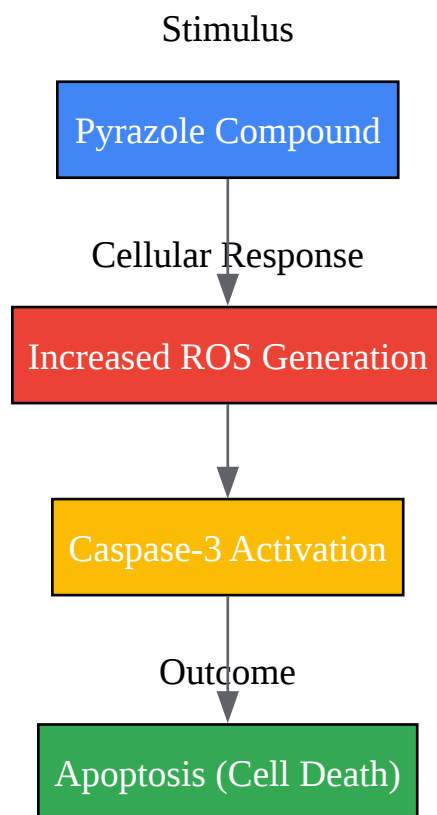 Stimulus
Pyrazole Compound
Cellular Response
Increased ROS Generation
Caspase-3 Activation
Outcome
Apoptosis (Cell Death)